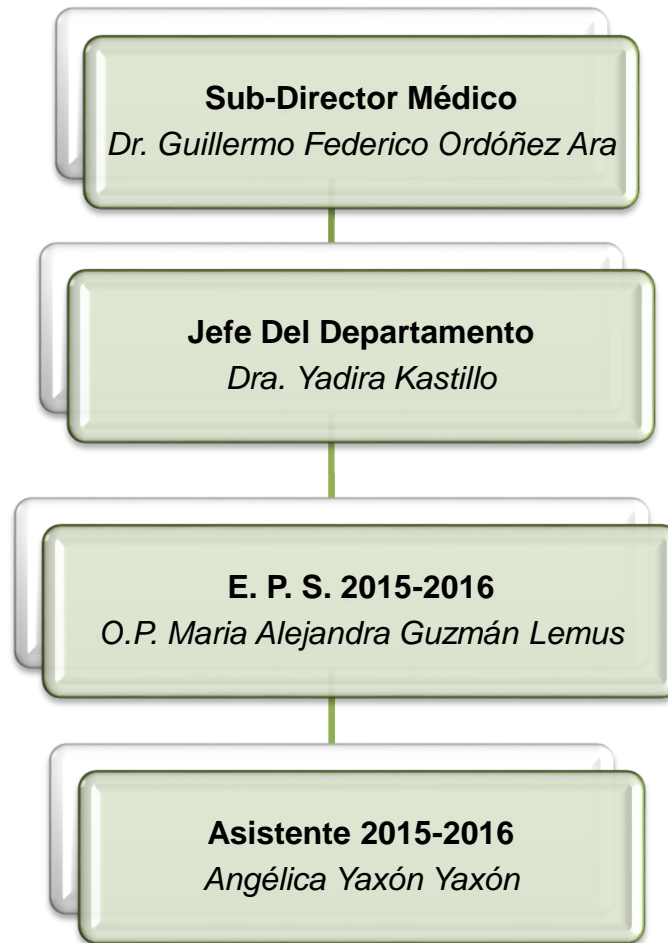 Sub-Director Médico
Dr. Guillermo Federico Ordóñez Ara
Jefe Del Departamento
Dra. Yadira Kastillo
E. P. S. 2015-2016
O.P. Maria Alejandra Guzmán Lemus
Asistente 2015-2016
Angélica Yaxón Yaxón